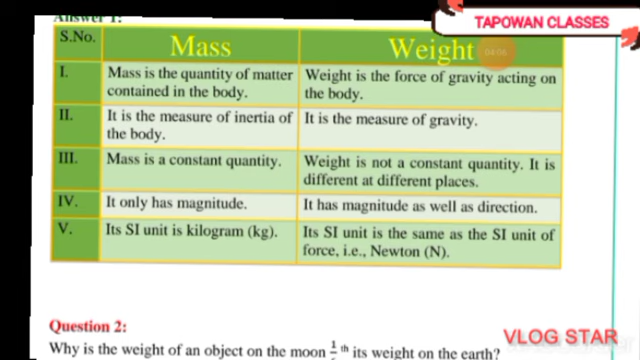 Answer 1:
TAPOWAN CLASSES
S.No. Mass Weight
04:06
I. Mass is the quantity of matter contained in the body. Weight is the force of gravity acting on the body.
II. It is the measure of inertia of the body. It is the measure of gravity.
III. Mass is a constant quantity. Weight is not a constant quantity. It is different at different places.
IV. It only has magnitude. It has magnitude as well as direction.
V. Its SI unit is kilogram (kg). Its SI unit is the same as the SI unit of force, i.e., Newton (N).
VLOG STAR
Question 2:
Why is the weight of an object on the moon its weight on the earth?